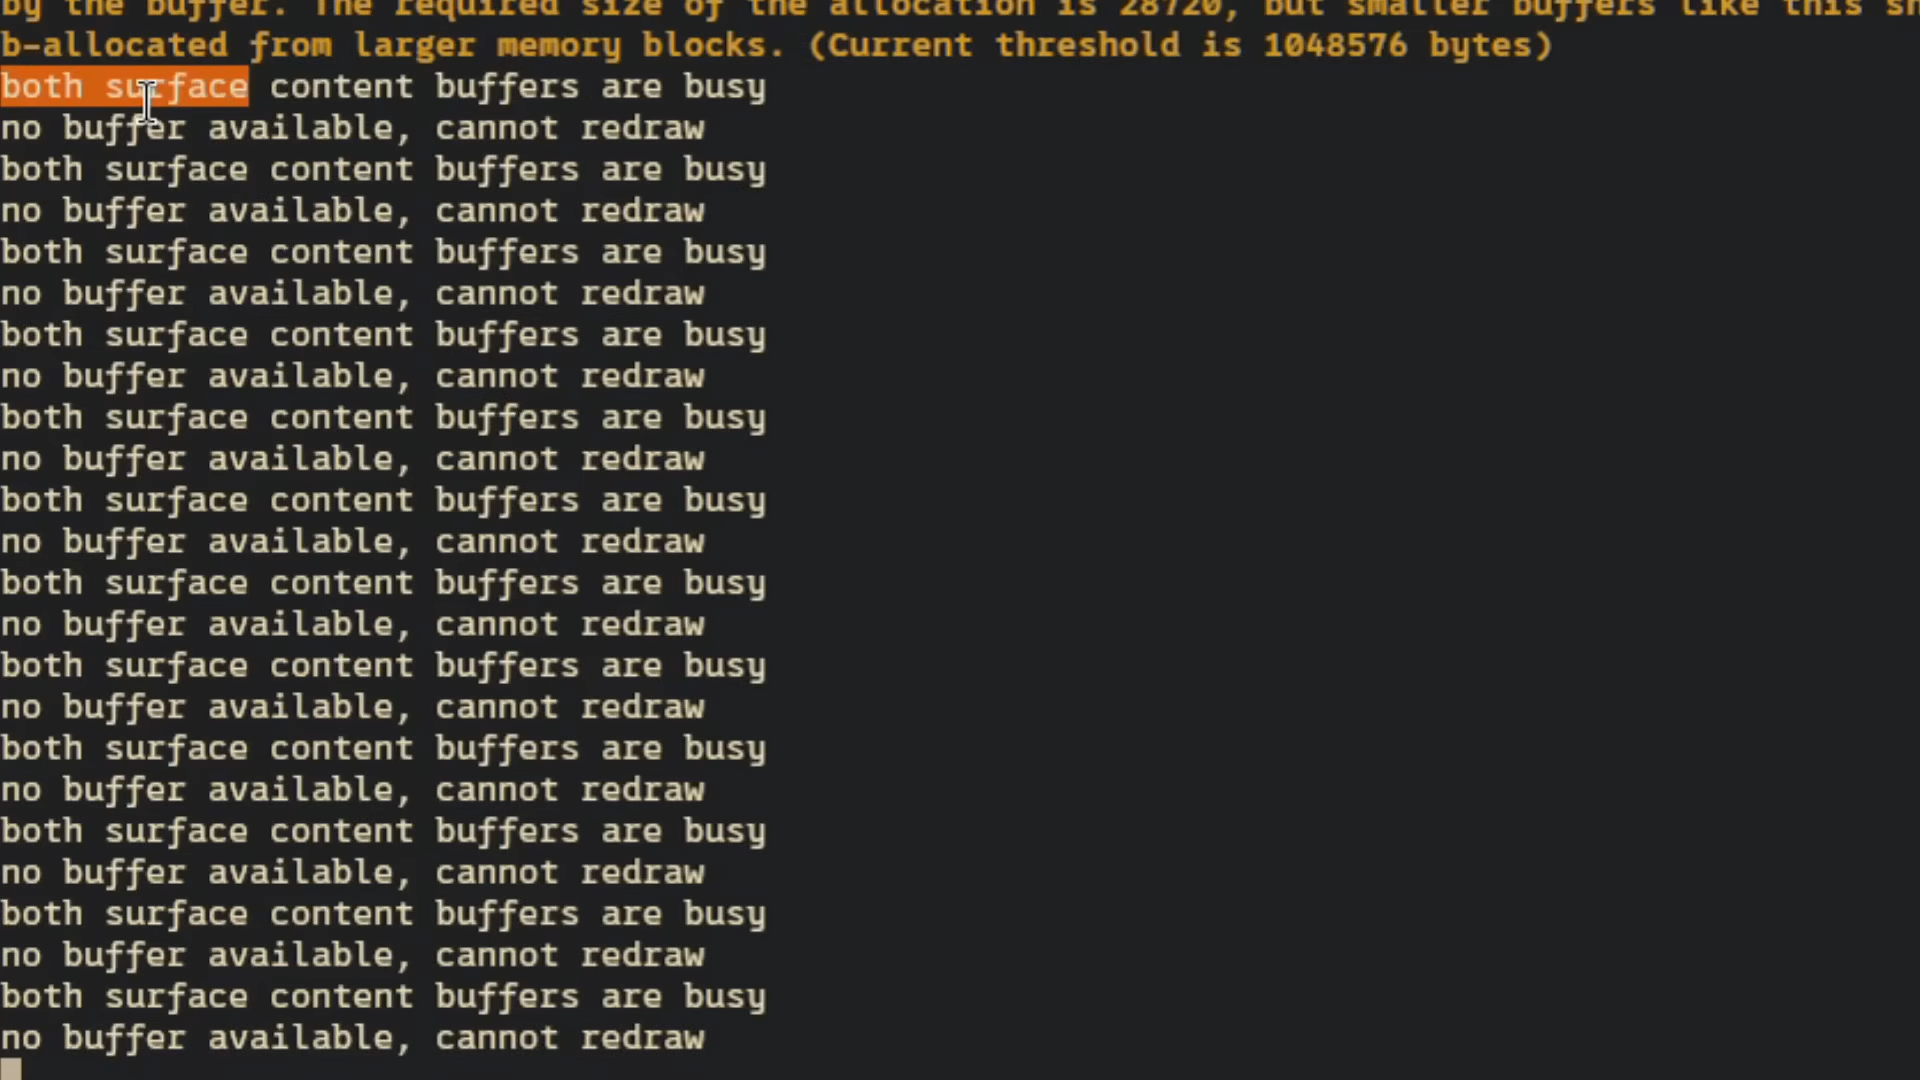 by the buffer. The required size of the allocation is 28720, but smaller buffers like this sh
b-allocated from larger memory blocks. (Current threshold is 1048576 bytes)
both surface content buffers are busy
no buffer available, cannot redraw
both surface content buffers are busy
no buffer available, cannot redraw
both surface content buffers are busy
no buffer available, cannot redraw
both surface content buffers are busy
no buffer available, cannot redraw
both surface content buffers are busy
no buffer available, cannot redraw
both surface content buffers are busy
no buffer available, cannot redraw
both surface content buffers are busy
no buffer available, cannot redraw
both surface content buffers are busy
no buffer available, cannot redraw
both surface content buffers are busy
no buffer available, cannot redraw
both surface content buffers are busy
no buffer available, cannot redraw
both surface content buffers are busy
no buffer available, cannot redraw
both surface content buffers are busy
no buffer available, cannot redraw